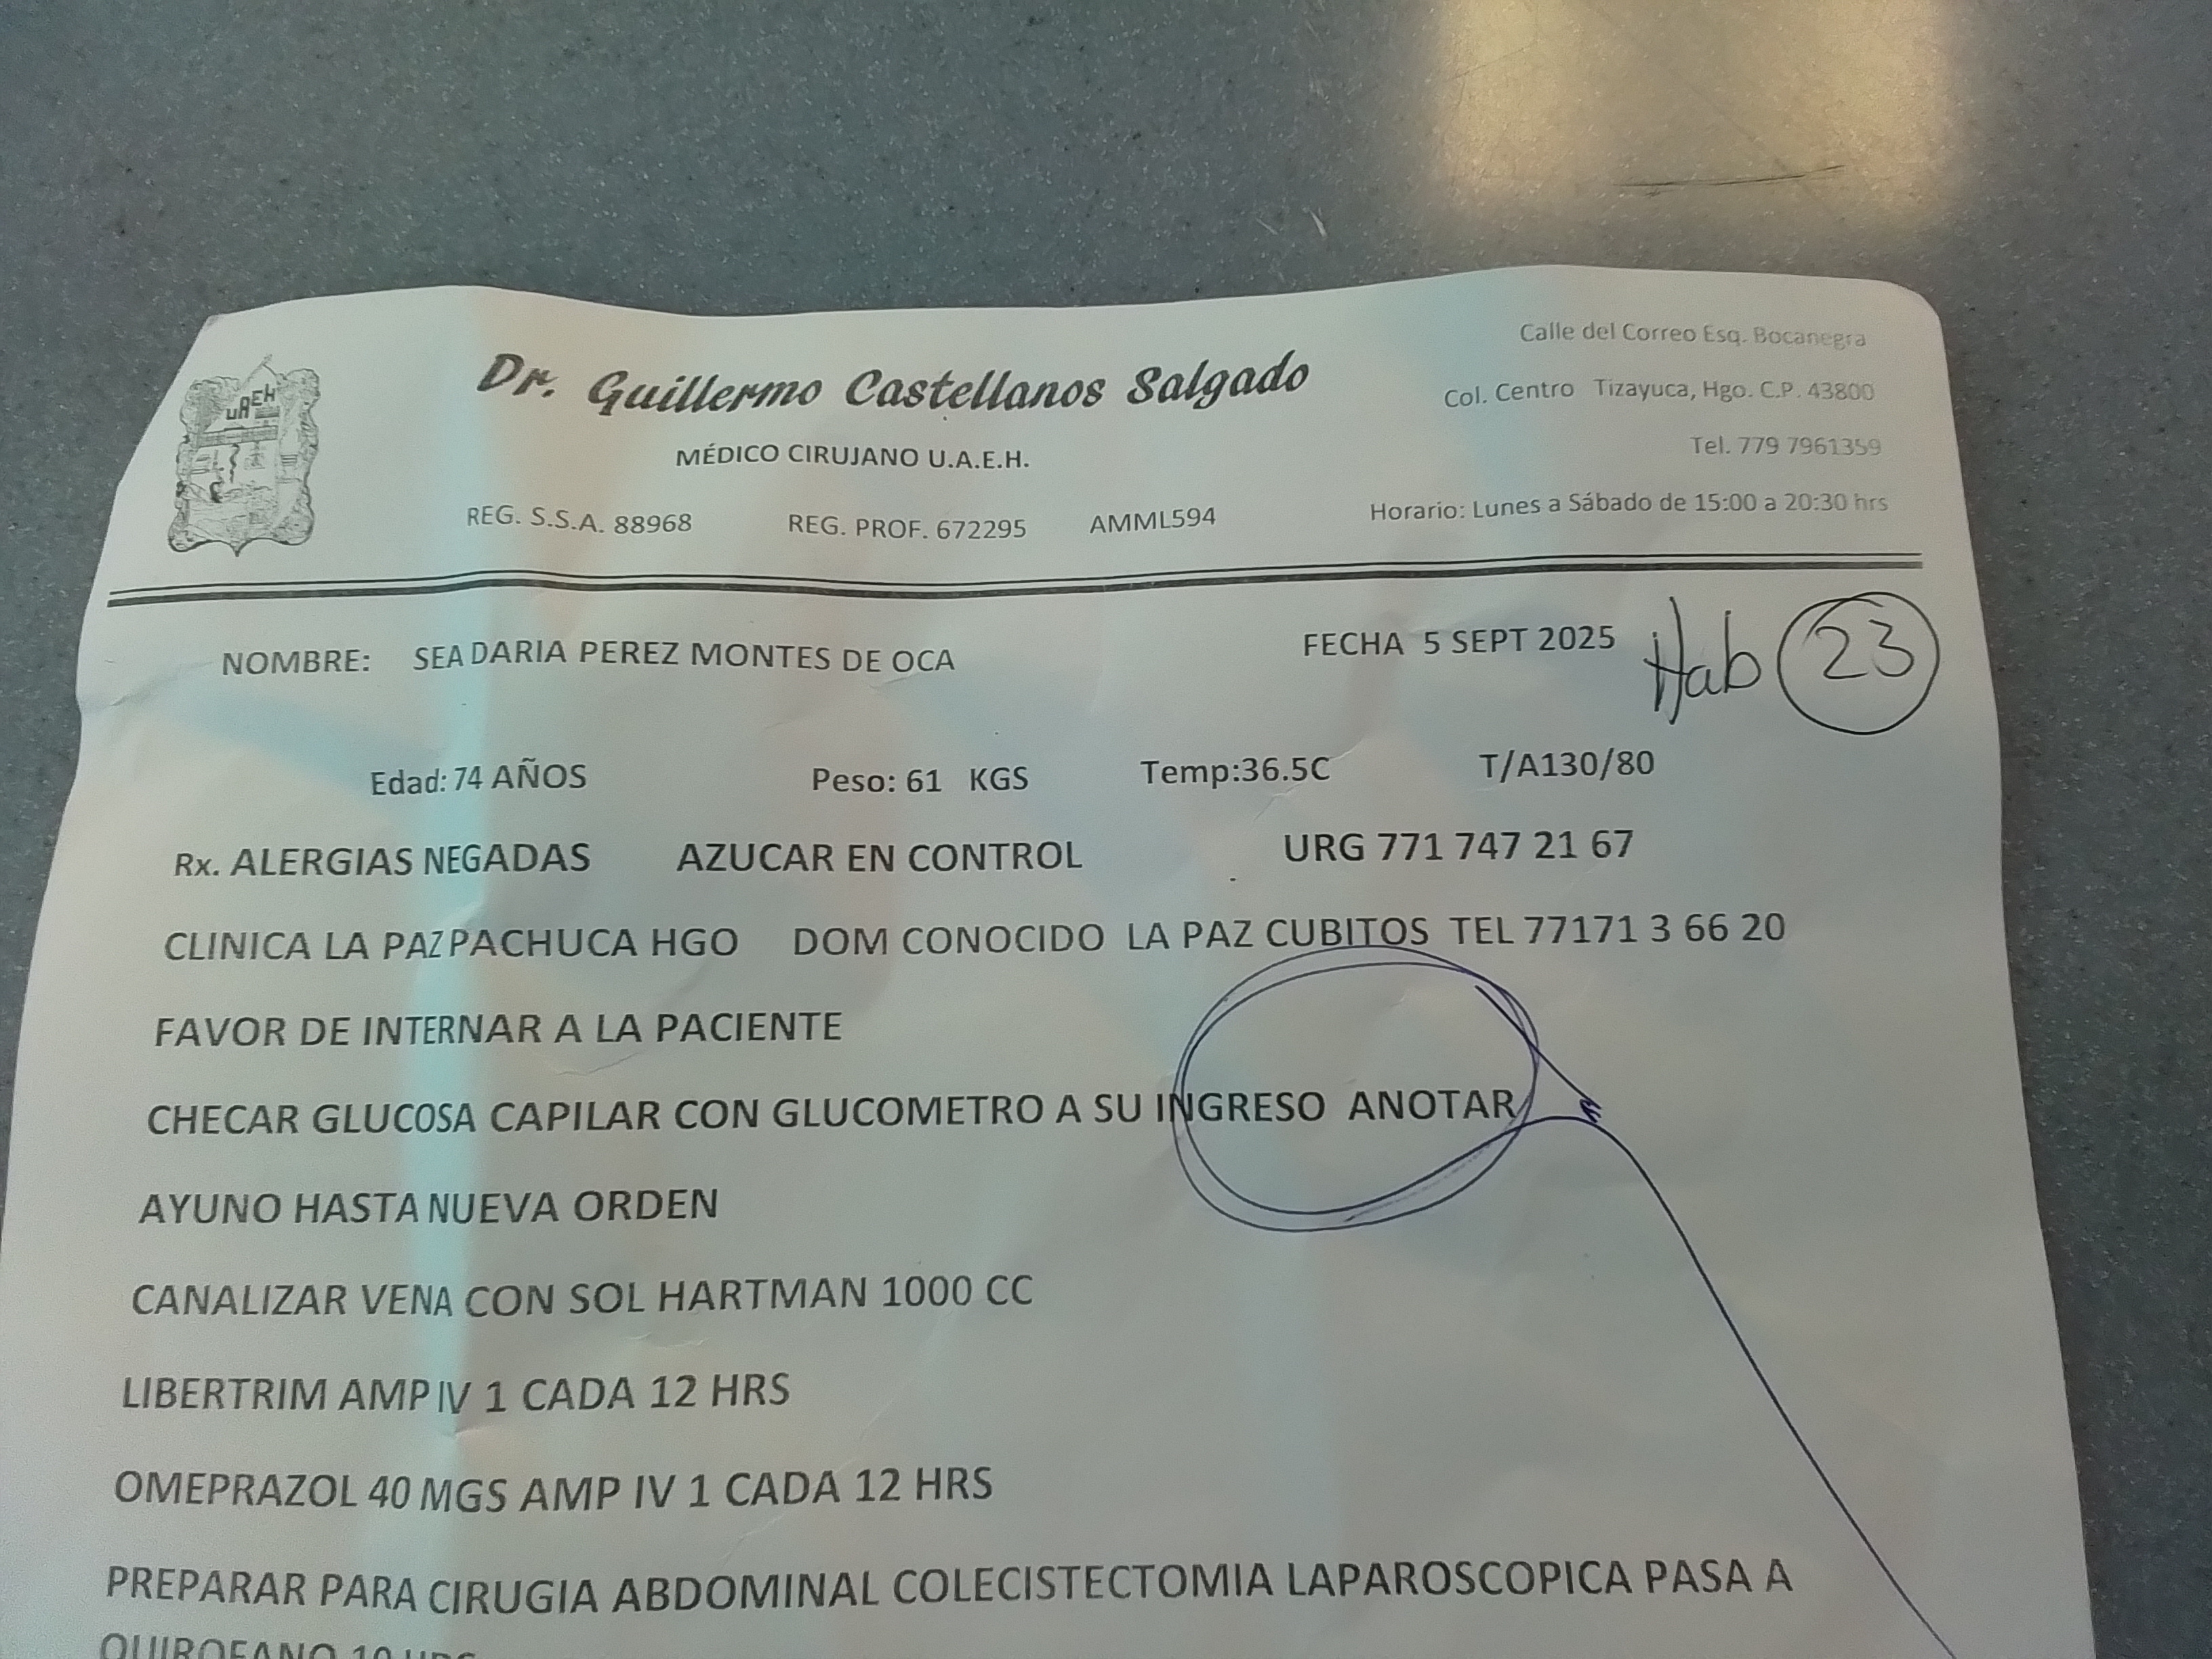 UAEH
Dr. Guillermo Castellanos Salgado
MÉDICO CIRUJANO U.A.E.H.
REG. S.S.A. 88968 REG. PROF. 672295 AMML594
Calle del Correo Esq. Bocanegra
Col. Centro Tizayuca, Hgo. C.P. 43800
Tel. 779 7961359
Horario: Lunes a Sábado de 15:00 a 20:30 hrs
NOMBRE: SEA DARIA PEREZ MONTES DE OCA FECHA 5 SEPT 2025 Hab 23
Edad: 74 AÑOS Peso: 61 KGS Temp:36.5C T/A130/80
Rx. ALERGIAS NEGADAS AZUCAR EN CONTROL URG 771 747 21 67
CLINICA LA PAZ PACHUCA HGO DOM CONOCIDO LA PAZ CUBITOS TEL 77171 3 66 20
FAVOR DE INTERNAR A LA PACIENTE
CHECAR GLUCOSA CAPILAR CON GLUCOMETRO A SU INGRESO ANOTAR
AYUNO HASTA NUEVA ORDEN
CANALIZAR VENA CON SOL HARTMAN 1000 CC
LIBERTRIM AMP IV 1 CADA 12 HRS
OMEPRAZOL 40 MGS AMP IV 1 CADA 12 HRS
PREPARAR PARA CIRUGIA ABDOMINAL COLECISTECTOMIA LAPAROSCOPICA PASA A
QUIROFANO HRS